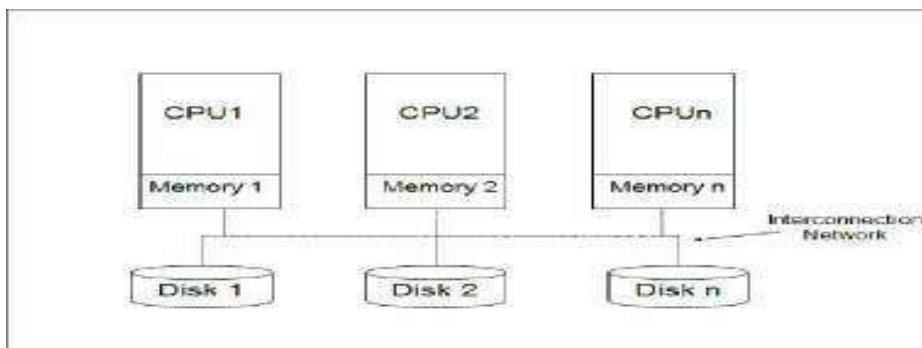 CPU1 CPU2 CPUn
Memory 1 Memory 2 Memory n
Interconnection
Network
Disk 1 Disk 2 Disk n